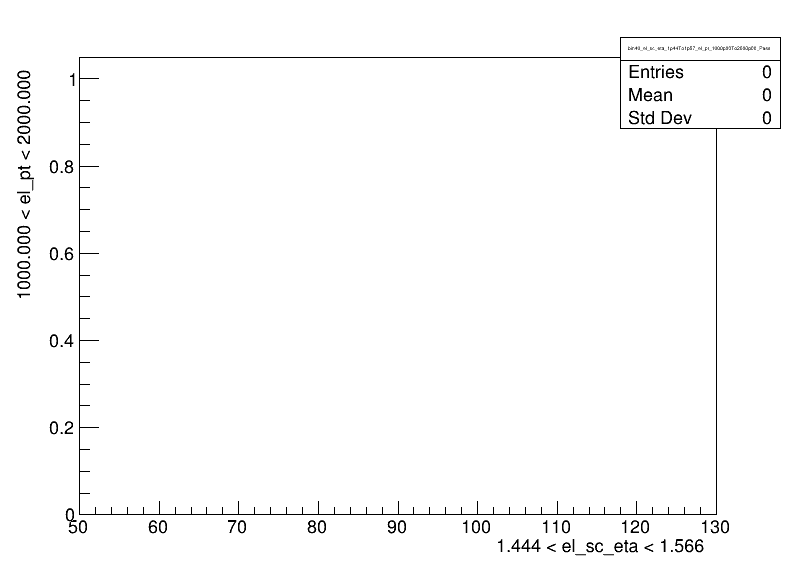 Entries 0
Mean 0
Std Dev 0
1000.000 < el_pt < 2000.000
1
0.8
0.6
0.4
0.2
0
50 60 70 80 90 100 110 120 130
1.444 < el_sc_eta < 1.566